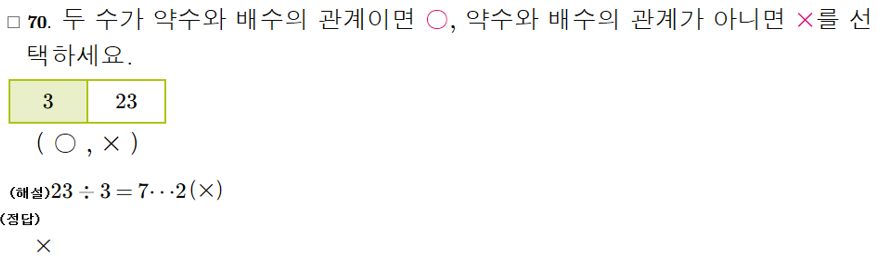 □ 70. 두 수가 약수와 배수의 관계이면 ○, 약수와 배수의 관계가 아니면 ×를 선
택하세요.
3 23
( ○ , × )
(해설)23 ÷ 3 = 7···2(×)
(정답)
×